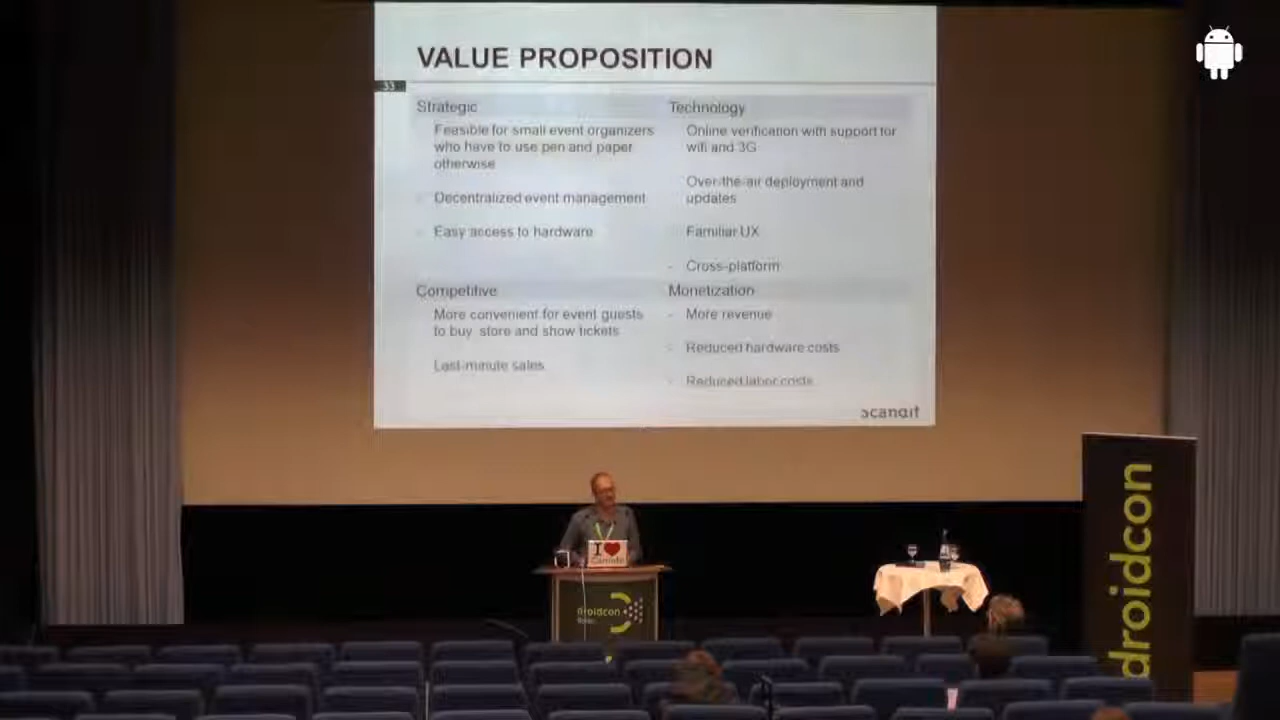 VALUE PROPOSITION
33
Strategic
Feasible for small event organizers
who have to use pen and paper
otherwise
- Decentralized event management
- Easy access to hardware
Technology
Online verification with support for
wifi and 3G
Over-the-air deployment and
updates
Familiar UX
- Cross-platform
Competitive
More convenient for event guests
to buy store and show tickets
Last-minute sales
Monetization
- More revenue
- Reduced hardware costs
- Reduced labor costs
scandit
I ♥
droidcon
droidcon